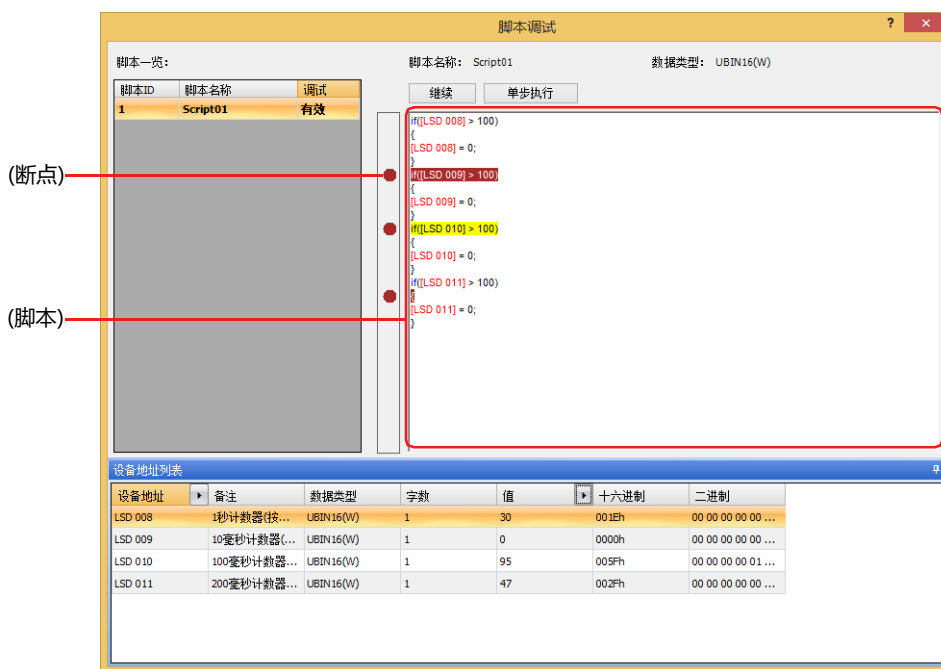 脚本调试
? ×
脚本一览:
脚本名称: Script01 数据类型: UBIN16(W)
脚本ID 脚本名称 调试
1 Script01 有效
继续 单步执行
if([LSD 008] > 100)
{
[LSD 008] = 0;
}
(断点)
if([LSD 009] > 100)
{
[LSD 009] = 0;
}
if([LSD 010] > 100)
{
[LSD 010] = 0;
}
if([LSD 011] > 100)
{
[LSD 011] = 0;
}
(脚本)
设备地址列表
设备地址 备注 数据类型 字数 值 十六进制 二进制
LSD 008 1秒计数器(按... UBIN16(W) 1 30 001Eh 00 00 00 00 00 ...
LSD 009 10毫秒计数器(... UBIN16(W) 1 0 0000h 00 00 00 00 00 ...
LSD 010 100毫秒计数器... UBIN16(W) 1 95 005Fh 00 00 00 00 01 ...
LSD 011 200毫秒计数器... UBIN16(W) 1 47 002Fh 00 00 00 00 00 ...